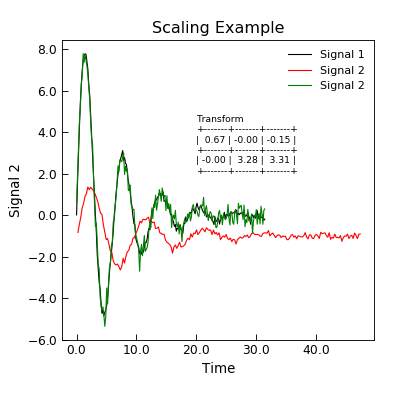 Scaling Example
8.0
6.0
4.0
2.0
0.0
−2.0
−4.0
−6.0
Signal 2
Signal 1
Signal 2
Signal 2
Transform
+---------+---------+---------+
| 0.67 | -0.00 | -0.15 |
+---------+---------+---------+
| -0.00 | 3.28 | 3.31 |
+---------+---------+---------+
0.0 10.0 20.0 30.0 40.0
Time